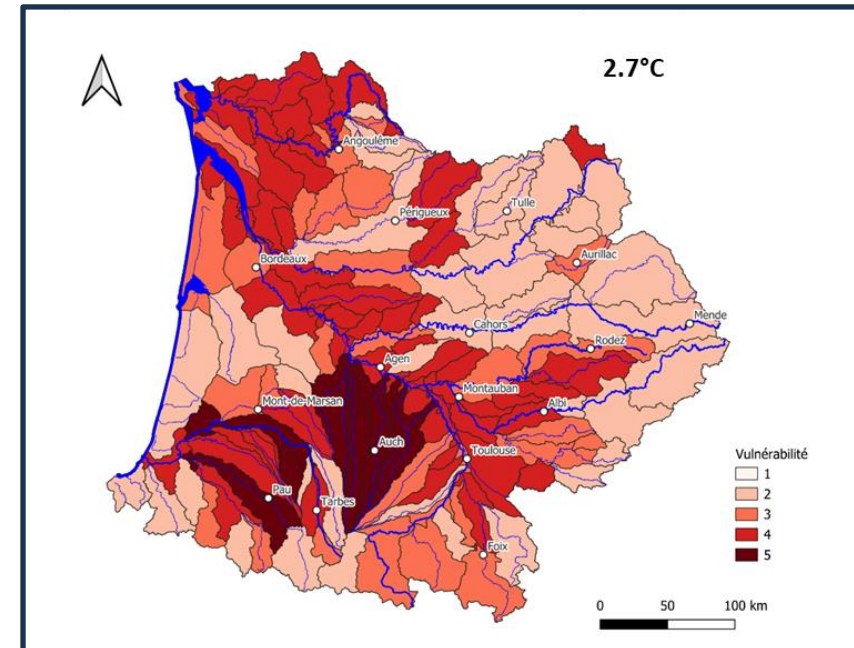 2.7°C
Angoulême
Périgueux
Tulle
Bordeaux
Aurillac
Cahors
Mende
Agen
Rodez
Mont-de-Marsan
Montauban
Albi
Auch
Toulouse
Pau
Tarbes
Foix
Vulnérabilité
1
2
3
4
5
0 50 100 km